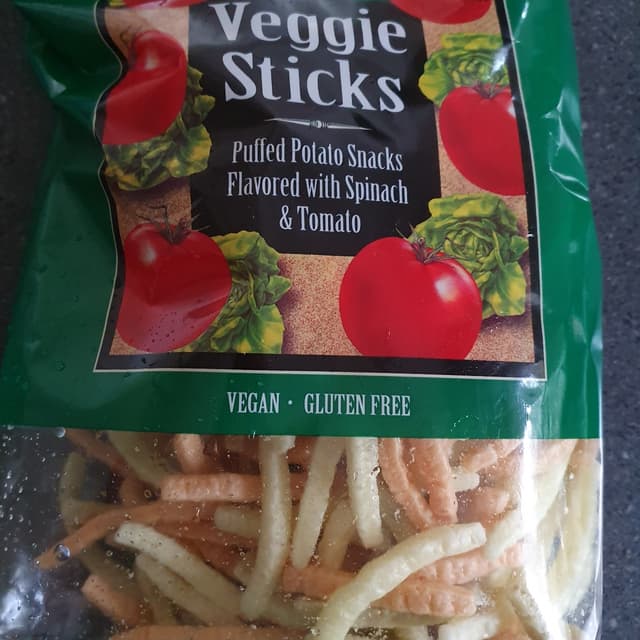 Veggie
Sticks
Puffed Potato Snacks
Flavored with Spinach
& Tomato
VEGAN • GLUTEN FREE